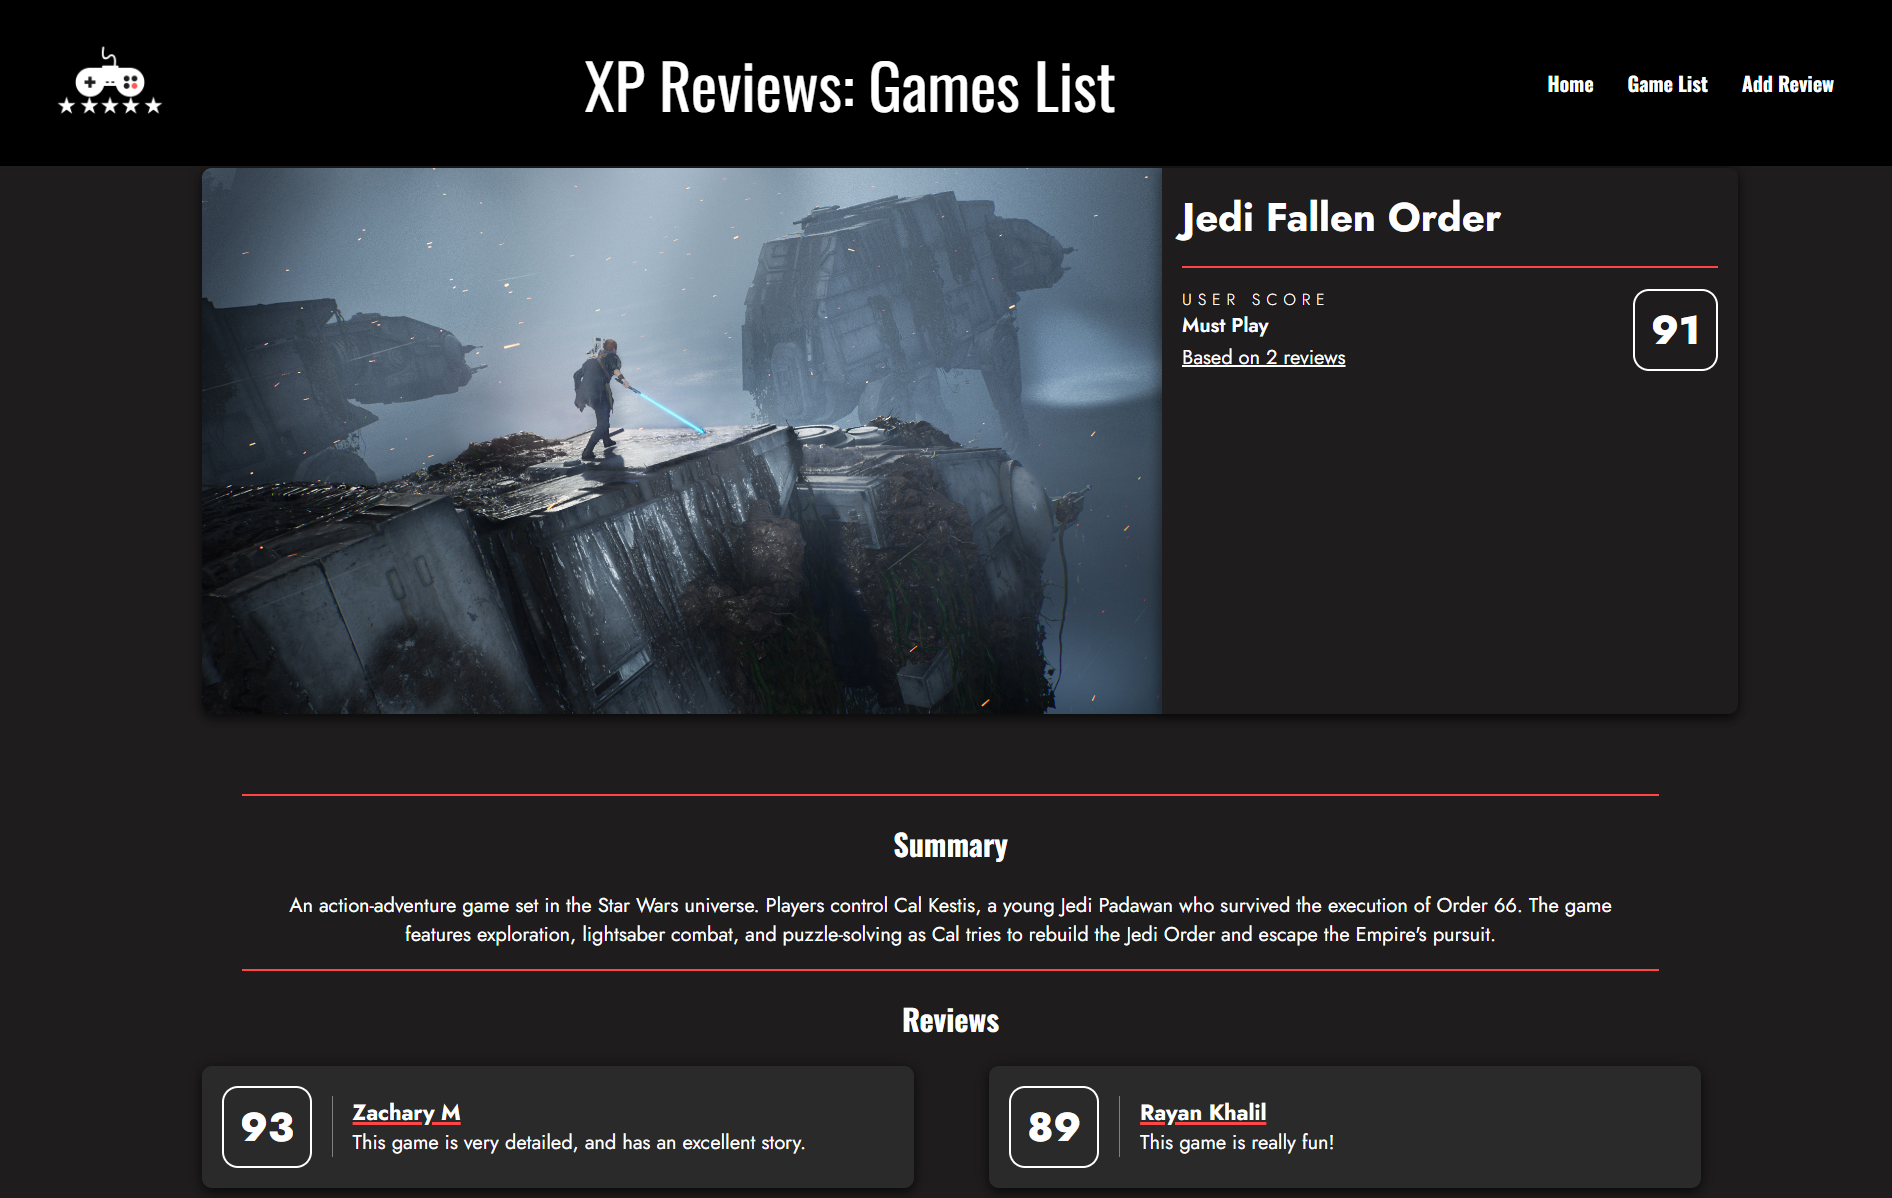 XP Reviews: Games List
Home
Game List
Add Review
Jedi Fallen Order
USER SCORE
Must Play
Based on 2 reviews
91
Summary
An action-adventure game set in the Star Wars universe. Players control Cal Kestis, a young Jedi Padawan who survived the execution of Order 66. The game
features exploration, lightsaber combat, and puzzle-solving as Cal tries to rebuild the Jedi Order and escape the Empire's pursuit.
Reviews
93
Zachary M
This game is very detailed, and has an excellent story.
89
Rayan Khalil
This game is really fun!